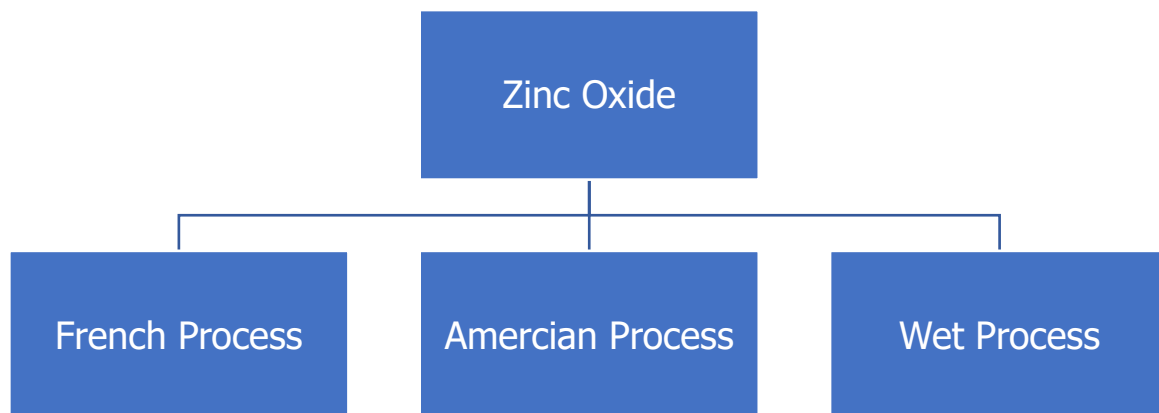 Zinc Oxide
French Process
Amercian Process
Wet Process